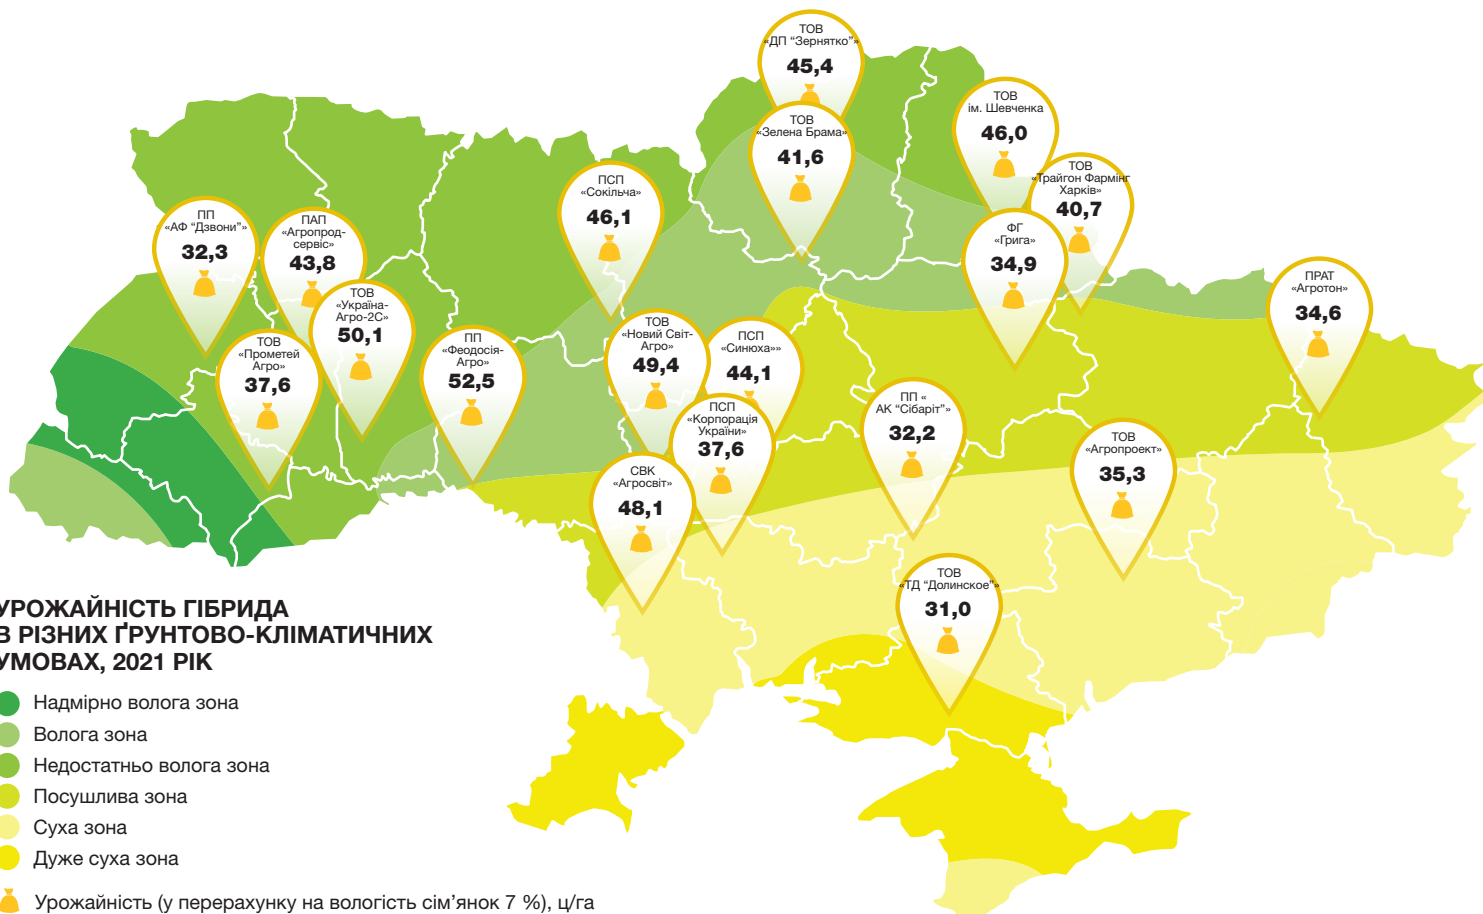 ТОВ
«ДП “Зернятко”»
45,4
ТОВ
ім. Шевченка
46,0
ТОВ
«Зелена Брама»
41,6
ТОВ
«Трайгон Фармінг
Харків»
40,7
ПСП
«Сокільча»
46,1
ПП
«АФ “Дзвони”»
32,3
ПАП
«Агропрод-
сервіс»
43,8
ФГ
«Грига»
34,9
ПРАТ
«Агротон»
34,6
ТОВ
«Україна-
Агро-2С»
50,1
ТОВ
«Прометей
Агро»
37,6
ПП
«Феодосія-
Агро»
52,5
ТОВ
«Новий Світ-
Агро»
49,4
ПСП
«Синюха»»
44,1
ПСП
«Корпорація
України»
37,6
ПП «
АК “Сібаріт”»
32,2
ТОВ
«Агропроект»
35,3
СВК
«Агросвіт»
48,1
ТОВ
«ТД “Долинское”»
31,0
УРОЖАЙНІСТЬ ГІБРИДА
В РІЗНИХ ҐРУНТОВО-КЛІМАТИЧНИХ
УМОВАХ, 2021 РІК
Надмірно волога зона
Волога зона
Недостатньо волога зона
Посушлива зона
Суха зона
Дуже суха зона
Урожайність (у перерахунку на вологість сім’янок 7 %), ц/га